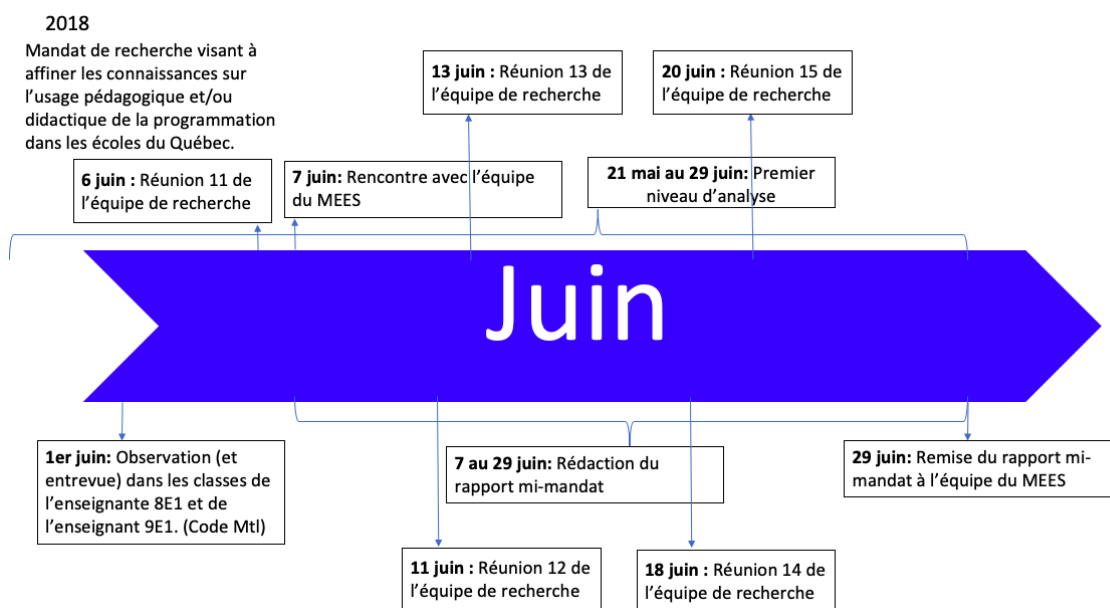 2018
Mandat de recherche visant à
affiner les connaissances sur
l’usage pédagogique et/ou
didactique de la programmation
dans les écoles du Québec.
13 juin : Réunion 13 de
l’équipe de recherche
20 juin : Réunion 15 de
l’équipe de recherche
6 juin : Réunion 11 de
l’équipe de recherche
7 juin: Rencontre avec l’équipe
du MEES
21 mai au 29 juin: Premier
niveau d’analyse
Juin
1er juin: Observation (et
entrevue) dans les classes de
l’enseignante 8E1 et de
l’enseignant 9E1. (Code Mtl)
7 au 29 juin: Rédaction du
rapport mi-mandat
29 juin: Remise du rapport mi-
mandat à l’équipe du MEES
11 juin : Réunion 12 de
l’équipe de recherche
18 juin : Réunion 14 de
l’équipe de recherche